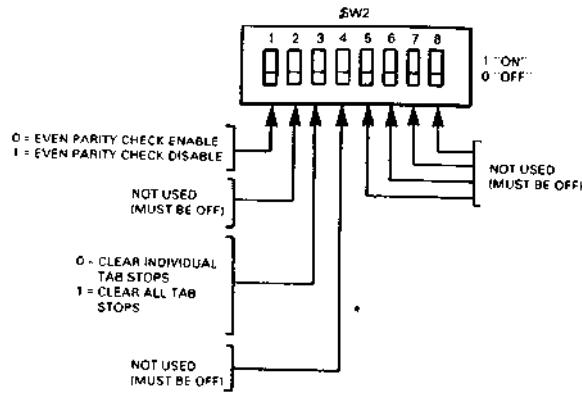 SW2
1 2 3 4 5 6 7 8
1 "ON"
0 "OFF"
0 = EVEN PARITY CHECK ENABLE
1 = EVEN PARITY CHECK DISABLE
NOT USED
(MUST BE OFF)
NOT USED
(MUST BE OFF)
0 - CLEAR INDIVIDUAL
TAB STOPS
1 = CLEAR ALL TAB
STOPS
NOT USED
(MUST BE OFF)